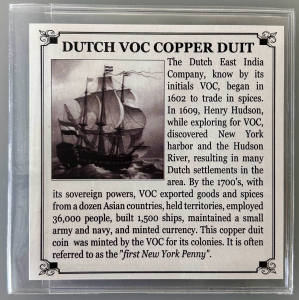 DUTCH VOC COPPER DUIT
The Dutch East India
Company, know by its
initials VOC, began in
1602 to trade in spices.
In 1609, Henry Hudson,
while exploring for VOC,
discovered New York
harbor and the Hudson
River, resulting in many
Dutch settlements in the
area. By the 1700's, with
its sovereign powers, VOC exported goods and spices
from a dozen Asian countries, held territories, employed
36,000 people, built 1,500 ships, maintained a small
army and navy, and minted currency. This copper duit
coin was minted by the VOC for its colonies. It is often
referred to as the "first New York Penny".